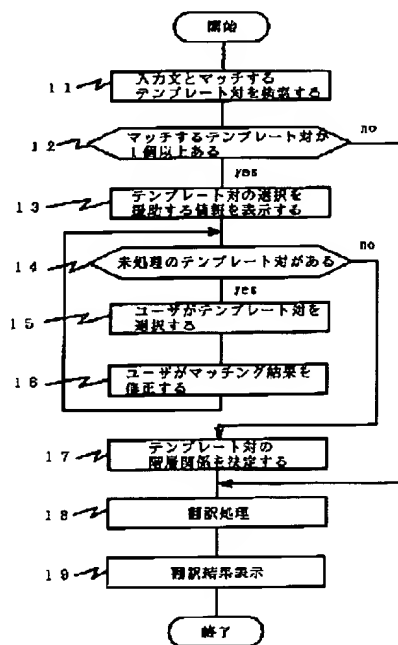 開始
11
入力文とマッチする
テンプレート対を検索する
12
マッチするテンプレート対が
1個以上ある
no
yes
13
テンプレート対の選択を
援助する情報を表示する
14
未処理のテンプレート対がある
no
yes
15
ユーザがテンプレート対を
選択する
16
ユーザがマッチング結果を
修正する
17
テンプレート対の
階層関係を決定する
18
翻訳処理
19
翻訳結果表示
終了